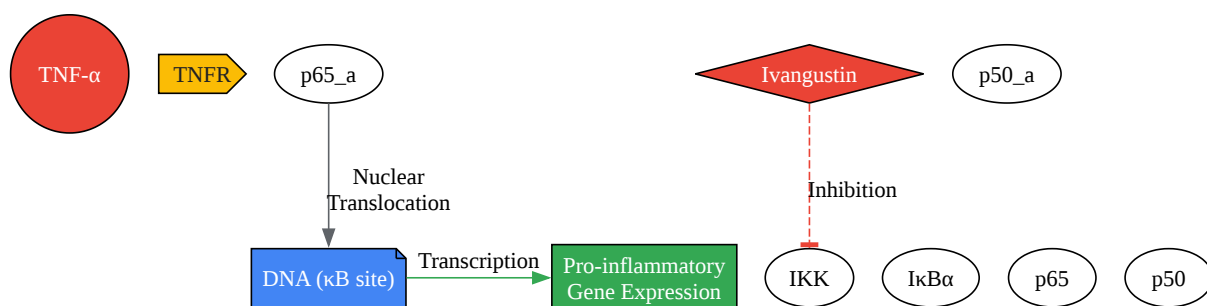 TNF-α
TNFR
p65_a
Ivangustin
p50_a
Nuclear
Translocation
Inhibition
DNA (κB site)
Transcription
Pro-inflammatory
Gene Expression
IKK
IκBα
p65
p50